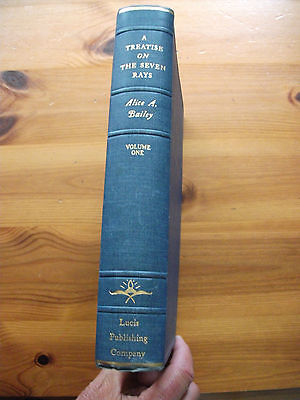 A
TREATISE
ON
THE SEVEN
RAYS
Alice A.
Bailey
VOLUME
ONE
Lucis
Publishing
Company